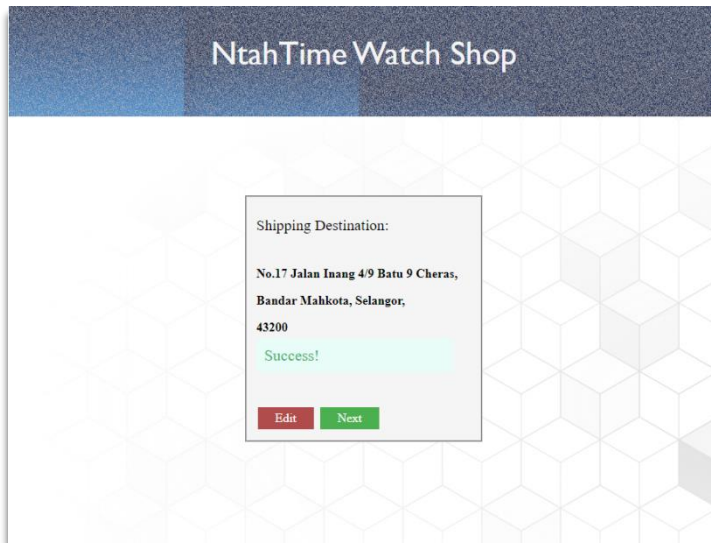 NtahTime Watch Shop
Shipping Destination:
No.17 Jalan Inang 4/9 Batu 9 Cheras,
Bandar Mahkota, Selangor,
43200
Success!
Edit Next